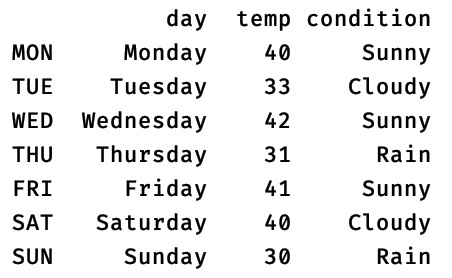 day temp condition
MON Monday 40 Sunny
TUE Tuesday 33 Cloudy
WED Wednesday 42 Sunny
THU Thursday 31 Rain
FRI Friday 41 Sunny
SAT Saturday 40 Cloudy
SUN Sunday 30 Rain